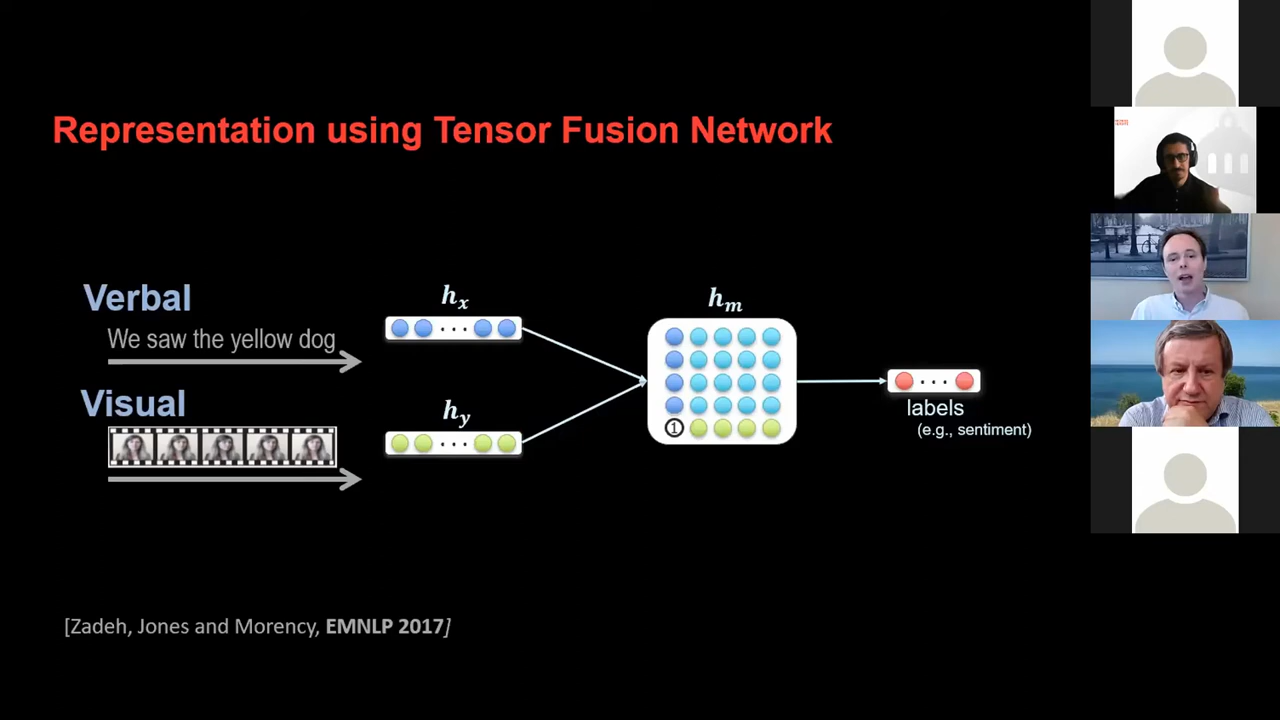 Representation using Tensor Fusion Network
Verbal
We saw the yellow dog
Visual
h_x
h_y
h_m
①
labels
(e.g., sentiment)
[Zadeh, Jones and Morency, EMNLP 2017]